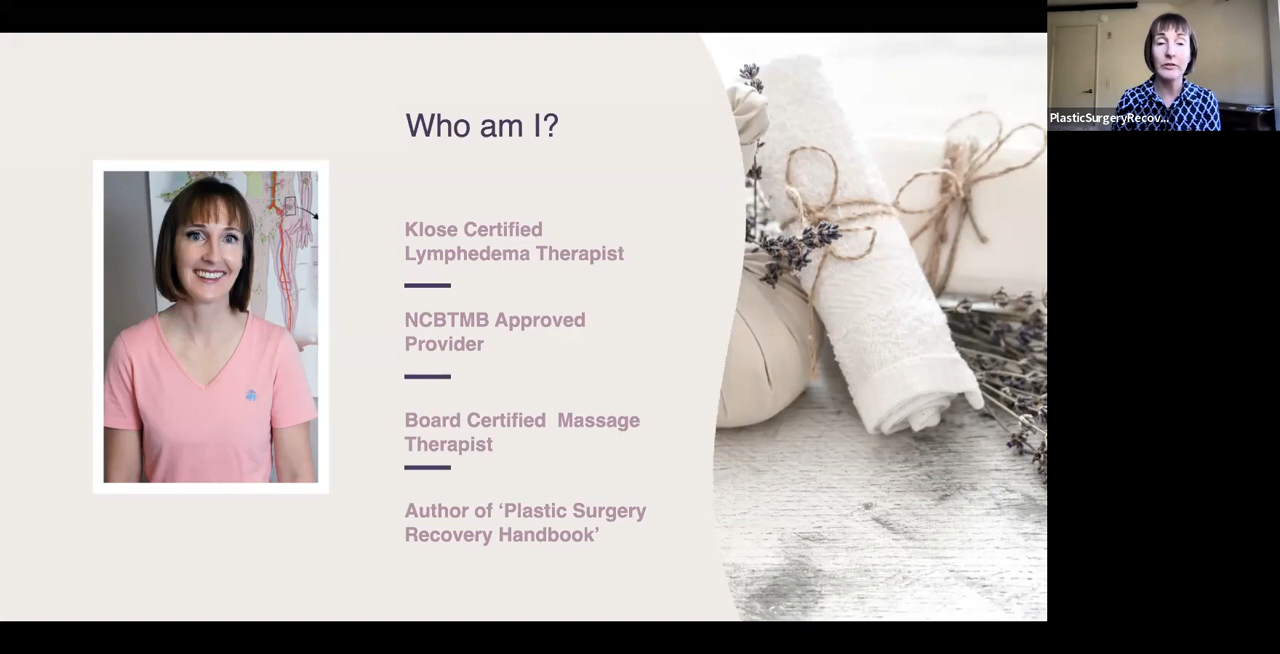 Who am I?
Klose Certified
Lymphedema Therapist
NCBTMB Approved
Provider
Board Certified  Massage
Therapist
Author of ‘Plastic Surgery
Recovery Handbook’
PlasticSurgeryRecov...